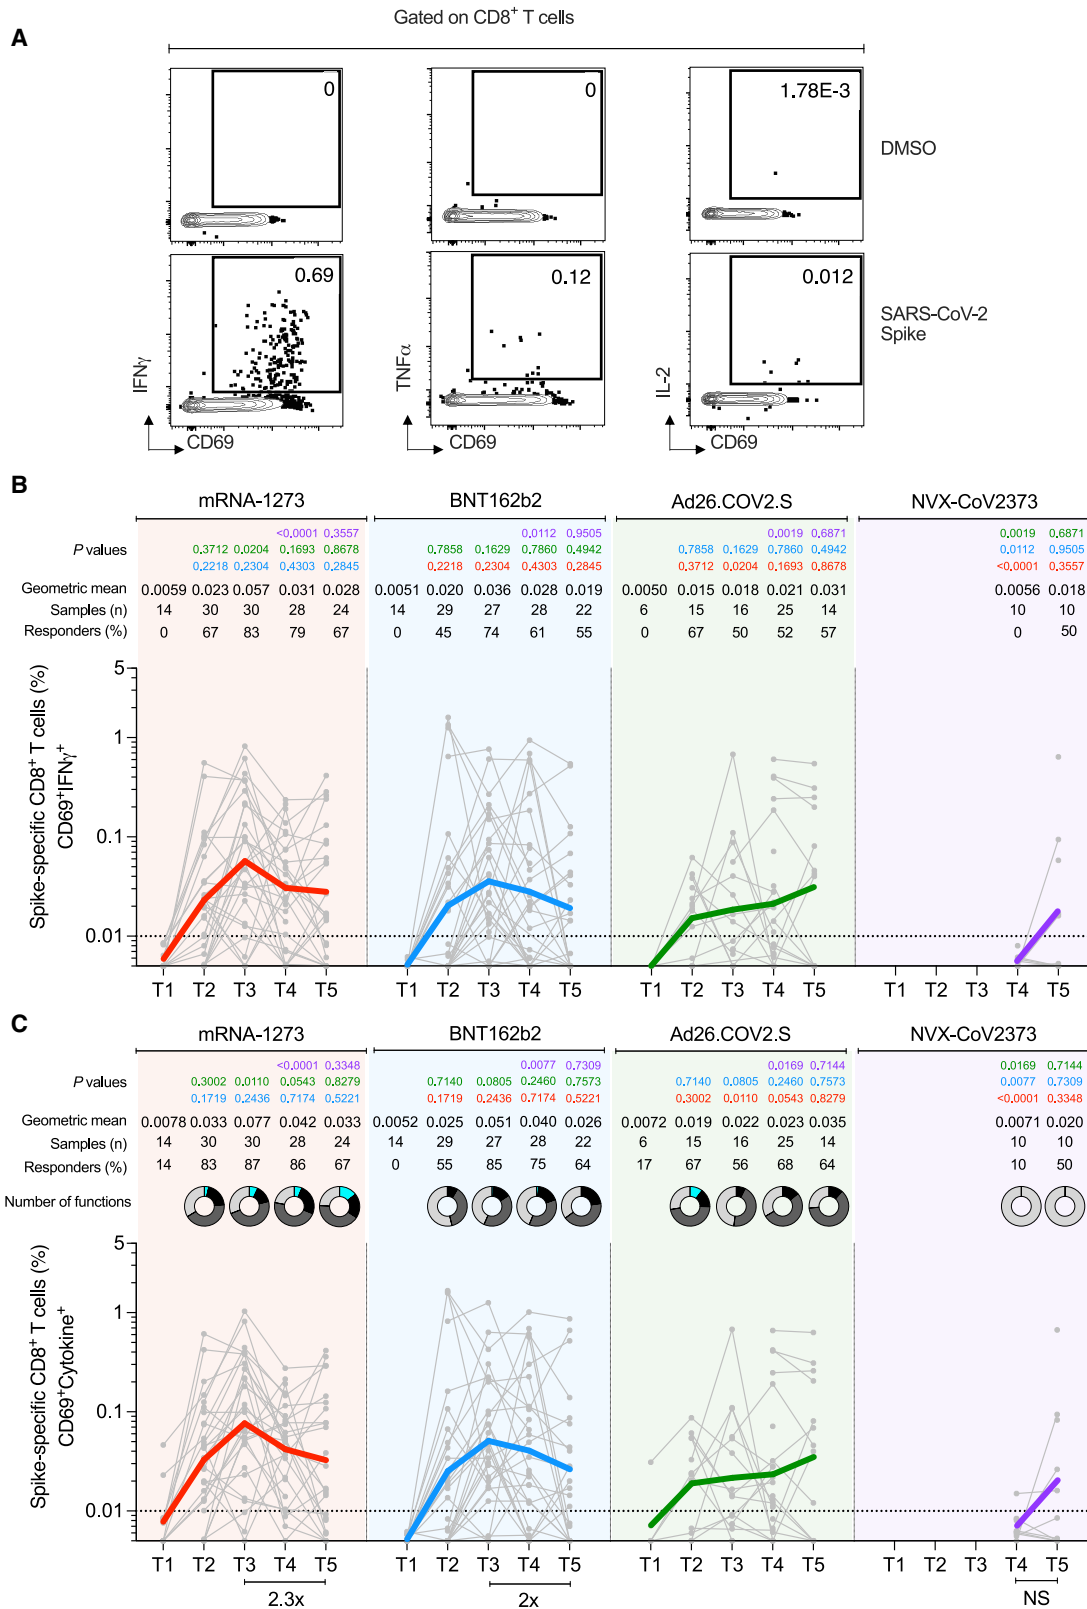 Gated on CD8⁺ T cells
A
0
0
1.78E-3
DMSO
0.69
0.12
0.012
SARS-CoV-2
Spike
IFNγ
TNFα
IL-2
CD69
CD69
CD69
B
mRNA-1273
BNT162b2
Ad26.COV2.S
NVX-CoV2373
<0.0001 0.3557 0.0112 0.9505 0.0019 0.6871 0.0019 0.6871
P values 0.3712 0.0204 0.1693 0.8678 0.7858 0.1629 0.7860 0.4942 0.7858 0.1629 0.7860 0.4942 0.0112 0.9505
0.2218 0.2304 0.4303 0.2845 0.2218 0.2304 0.4303 0.2845 0.3712 0.0204 0.1693 0.8678 <0.0001 0.3557
Geometric mean 0.0059 0.023 0.057 0.031 0.028 0.0051 0.020 0.036 0.028 0.019 0.0050 0.015 0.018 0.021 0.031 0.0056 0.018
Samples (n) 14 30 30 28 24 14 29 27 28 22 6 15 16 25 14 10 10
Responders (%) 0 67 83 79 67 0 45 74 61 55 0 67 50 52 57 0 50
Spike-specific CD8⁺ T cells (%)
CD69⁺IFNγ⁺
5
1
0.1
0.01
T1 T2 T3 T4 T5 T1 T2 T3 T4 T5 T1 T2 T3 T4 T5 T1 T2 T3 T4 T5
C
mRNA-1273
BNT162b2
Ad26.COV2.S
NVX-CoV2373
<0.0001 0.3348 0.0077 0.7309 0.0169 0.7144 0.0169 0.7144
P values 0.3002 0.0110 0.0543 0.8279 0.7140 0.0805 0.2460 0.7573 0.7140 0.0805 0.2460 0.7573 0.0077 0.7309
0.1719 0.2436 0.7174 0.5221 0.1719 0.2436 0.7174 0.5221 0.3002 0.0110 0.0543 0.8279 <0.0001 0.3348
Geometric mean 0.0078 0.033 0.077 0.042 0.033 0.0052 0.025 0.051 0.040 0.026 0.0072 0.019 0.022 0.023 0.035 0.0071 0.020
Samples (n) 14 30 30 28 24 14 29 27 28 22 6 15 16 25 14 10 10
Responders (%) 14 83 87 86 67 0 55 85 75 64 17 67 56 68 64 10 50
Number of functions
Spike-specific CD8⁺ T cells (%)
CD69⁺Cytokine⁺
5
1
0.1
0.01
T1 T2 T3 T4 T5 T1 T2 T3 T4 T5 T1 T2 T3 T4 T5 T1 T2 T3 T4 T5
2.3x 2x NS